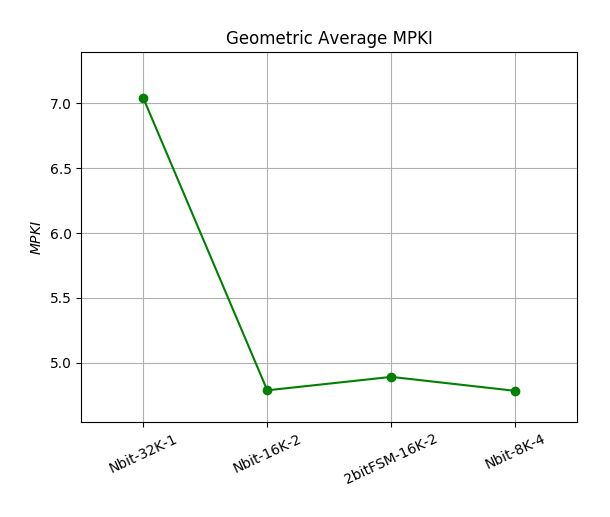 Geometric Average MPKI
7.0
6.5
6.0
5.5
5.0
MPKI
Nbit-32K-1
Nbit-16K-2
2bitFSM-16K-2
Nbit-8K-4